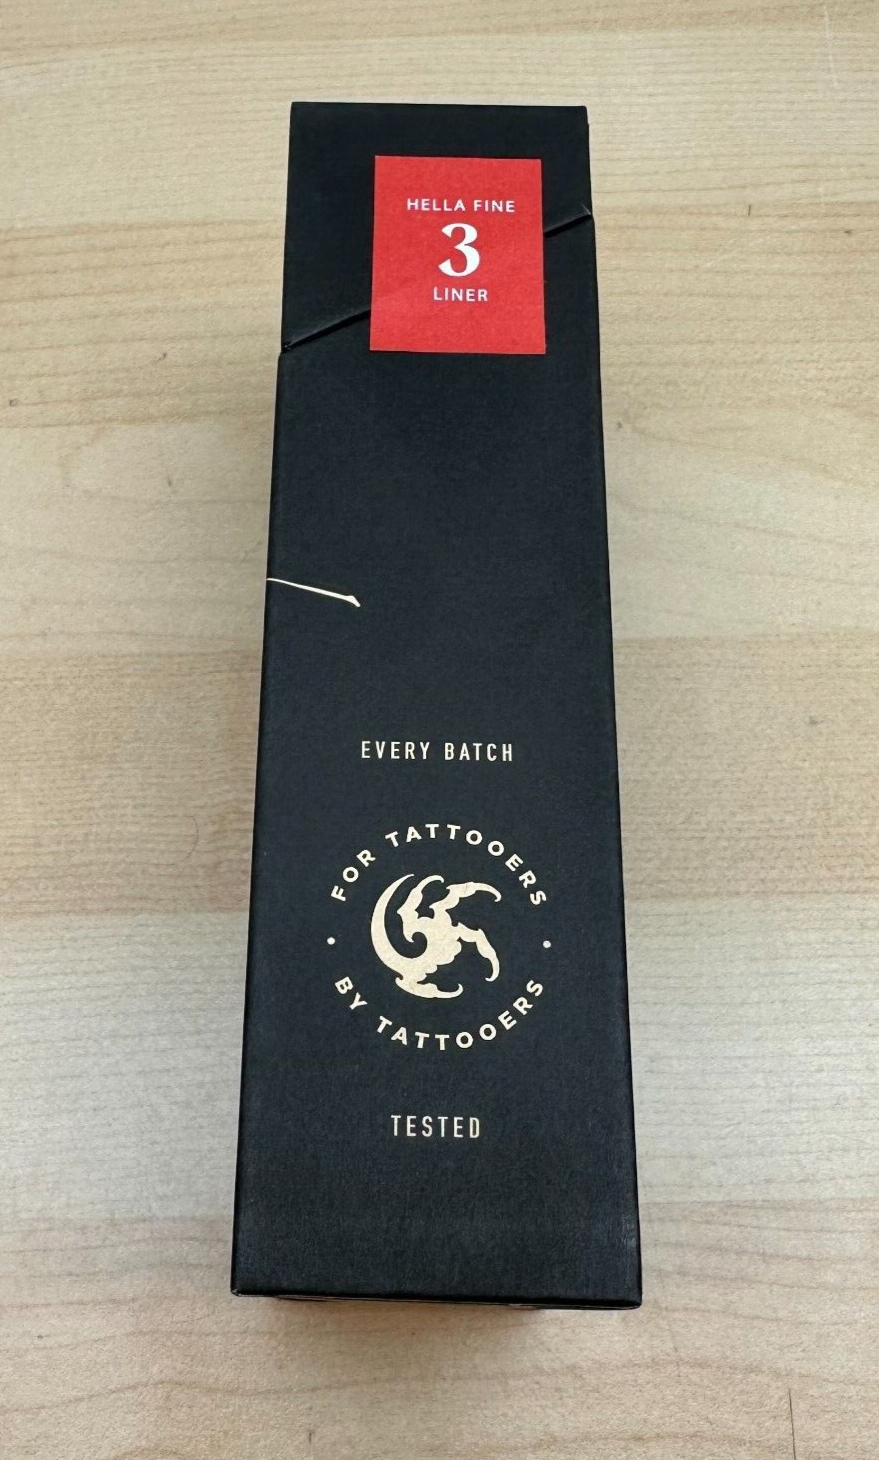 HELLA FINE
3
LINER
EVERY BATCH
FOR TATTOOERS
BY TATTOOERS
TESTED